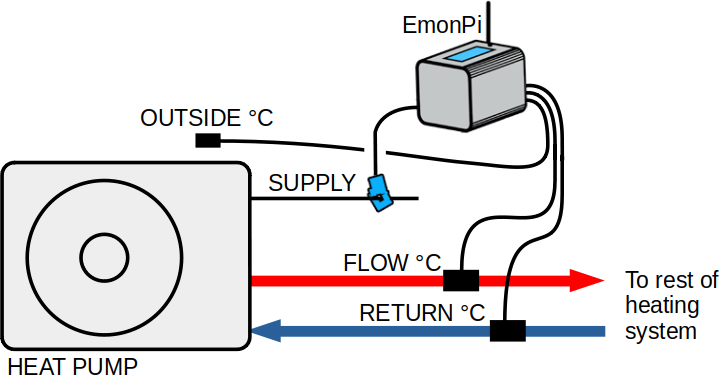 EmonPi
OUTSIDE °C
SUPPLY
FLOW °C
To rest of
heating
system
RETURN °C
HEAT PUMP